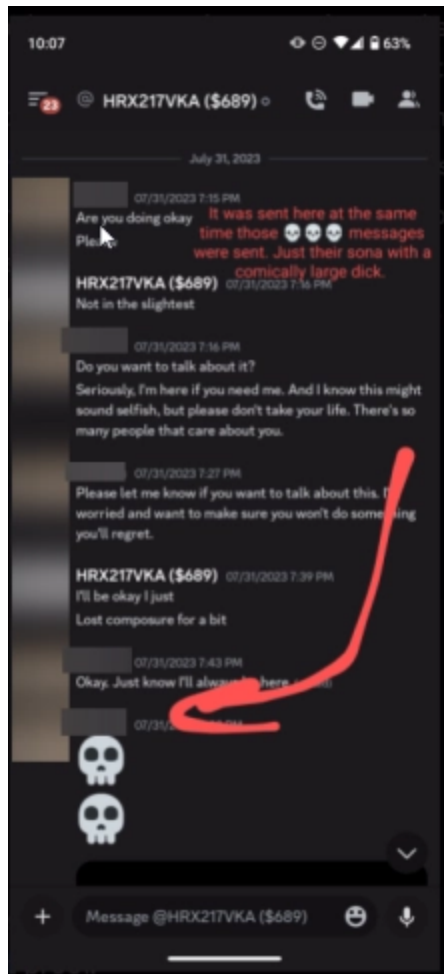 10:07
63%
23
@ HRX217VKA ($689)
July 31, 2023
07/31/2023 7:15 PM
Are you doing okay
It was sent here at the same
time those 💀💀💀 messages
were sent. Just their sona with a
comically large dick.
HRX217VKA ($689) 07/31/2023 7:16 PM
Not in the slightest
07/31/2023 7:16 PM
Do you want to talk about it?
Seriously, I'm here if you need me. And I know this might
sound selfish, but please don't take your life. There's so
many people that care about you.
07/31/2023 7:27 PM
Please let me know if you want to talk about this.
worried and want to make sure you won't do something
you'll regret.
HRX217VKA ($689) 07/31/2023 7:39 PM
I'll be okay I just
Lost composure for a bit
07/31/2023 7:43 PM
Okay. Just know I'll always here
💀
💀
Message @HRX217VKA ($689)